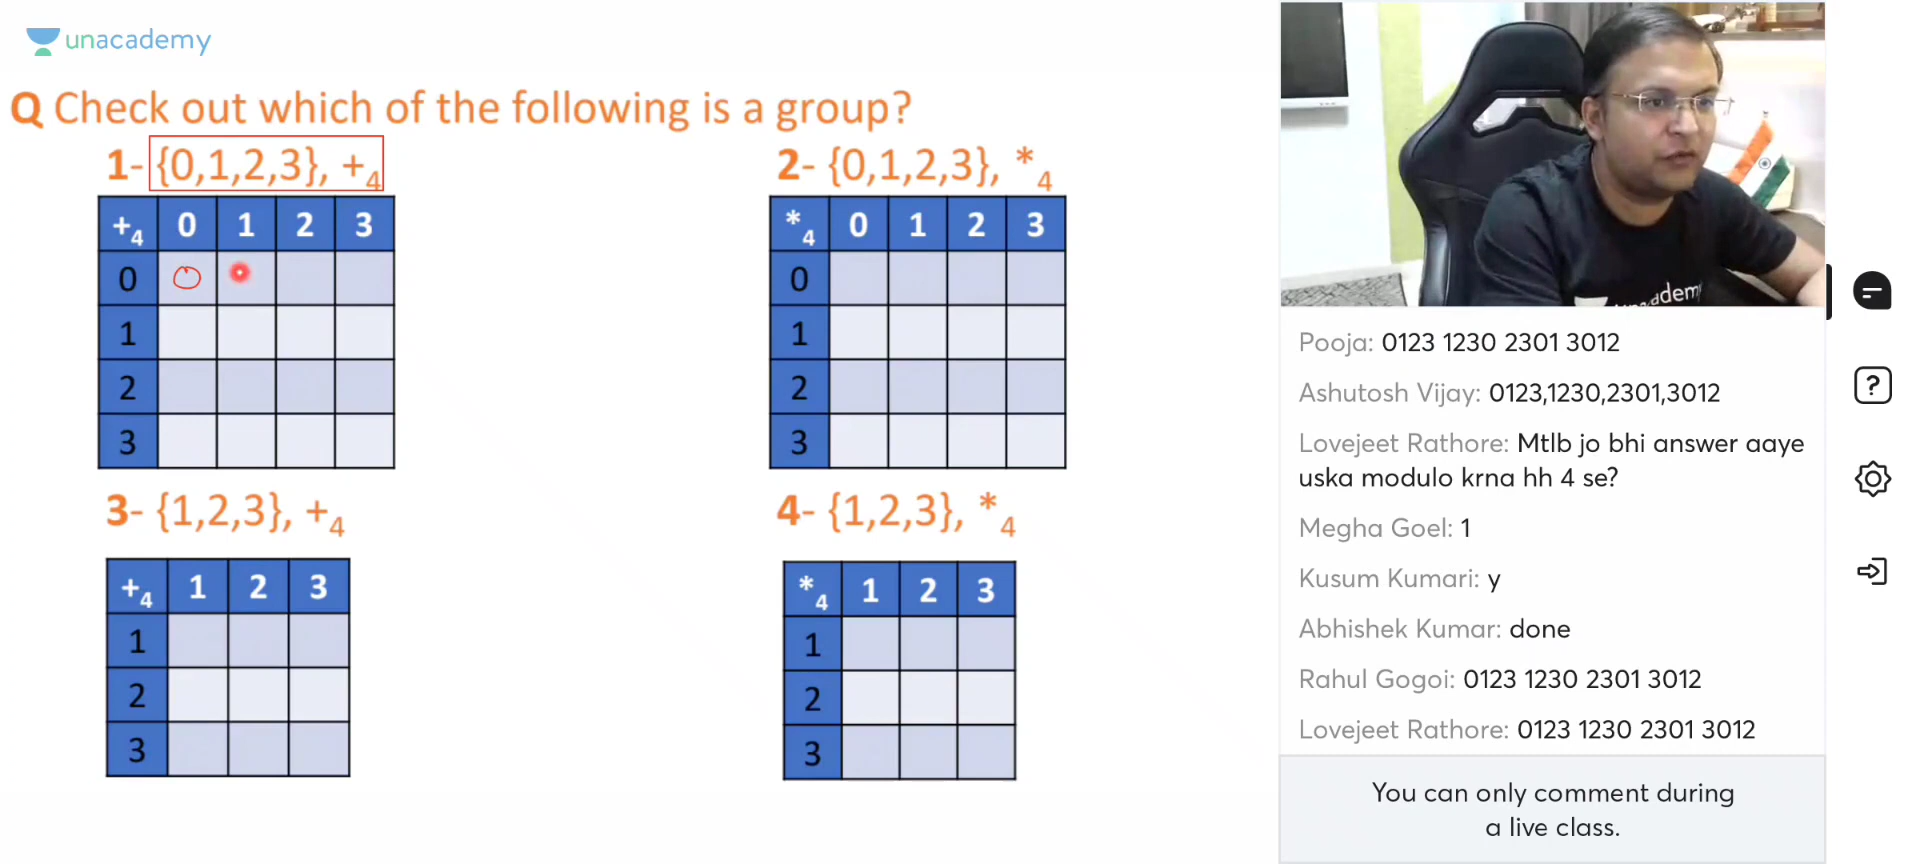 unacademy
Q Check out which of the following is a group?
1- {0,1,2,3}, +4
+4 0 1 2 3
0 0
1
2
3
2- {0,1,2,3}, *4
*4 0 1 2 3
0
1
2
3
3- {1,2,3}, +4
+4 1 2 3
1
2
3
4- {1,2,3}, *4
*4 1 2 3
1
2
3
Pooja: 0123 1230 2301 3012
Ashutosh Vijay: 0123,1230,2301,3012
Lovejeet Rathore: Mtlb jo bhi answer aaye
uska modulo krna hh 4 se?
Megha Goel: 1
Kusum Kumari: y
Abhishek Kumar: done
Rahul Gogoi: 0123 1230 2301 3012
Lovejeet Rathore: 0123 1230 2301 3012
You can only comment during
a live class.
?